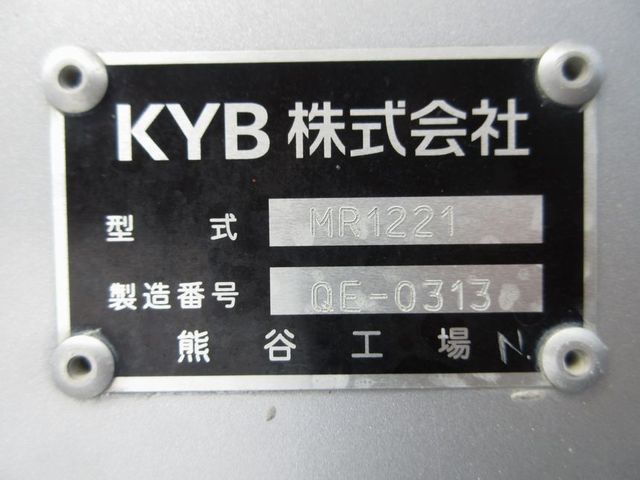 KYB 株式会社
型 式 MR1221
製造番号 QE-0313
熊 谷 工 場 N.